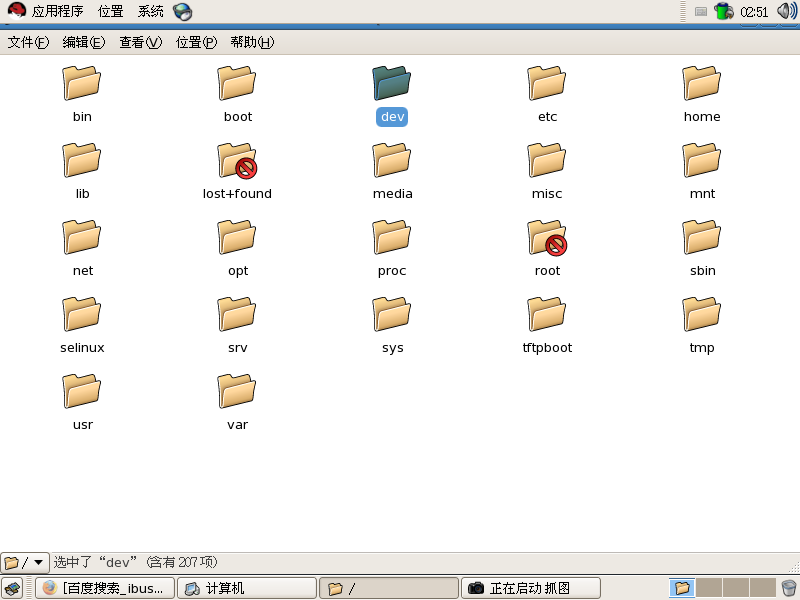 应用程序 位置 系统 02:51
文件(F) 编辑(E) 查看(V) 位置(P) 帮助(H)
bin boot dev etc home
lib lost+found media misc mnt
net opt proc root sbin
selinux srv sys tftpboot tmp
usr var
/ 选中了“dev” (含有 207 项)
[百度搜索_ibus... 计算机 / 正在启动 抓图